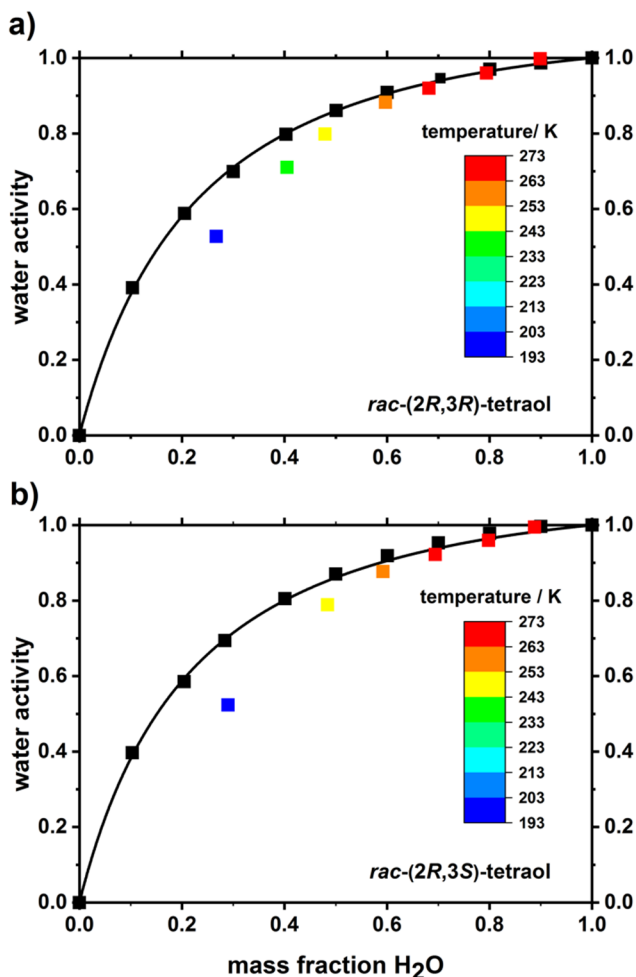 a)
1.0 1.0
0.8 0.8
0.6 0.6
0.4 0.4
0.2 0.2
0.0 0.0
water activity
temperature/ K
273
263
253
243
233
223
213
203
193
rac-(2R,3R)-tetraol
0.0 0.2 0.4 0.6 0.8 1.0
b)
1.0 1.0
0.8 0.8
0.6 0.6
0.4 0.4
0.2 0.2
0.0 0.0
water activity
temperature / K
273
263
253
243
233
223
213
203
193
rac-(2R,3S)-tetraol
0.0 0.2 0.4 0.6 0.8 1.0
mass fraction H₂O